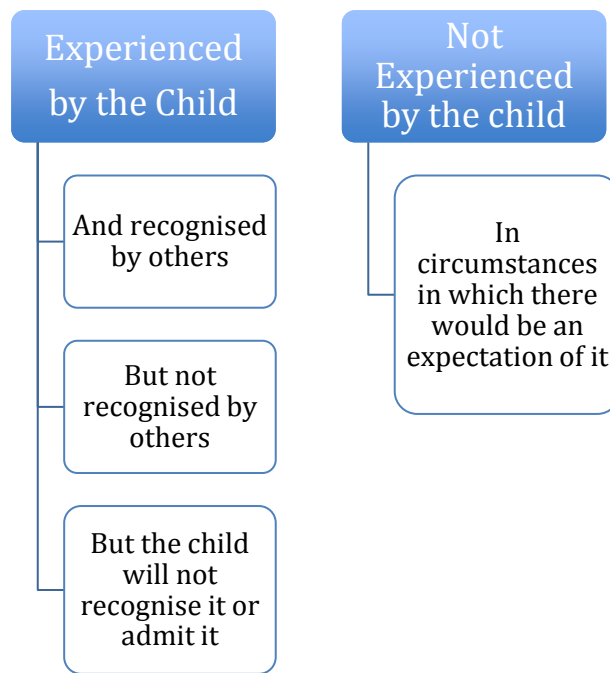 Experienced
by the Child
And recognised
by others
But not
recognised by
others
But the child
will not
recognise it or
admit it
Not
Experienced
by the child
In
circumstances
in which there
would be an
expectation of it